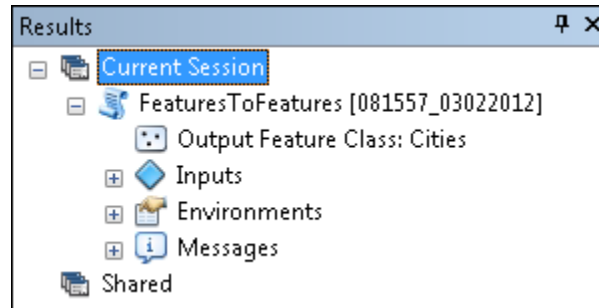 Results
Current Session
FeaturesToFeatures [081557_03022012]
Output Feature Class: Cities
Inputs
Environments
Messages
Shared